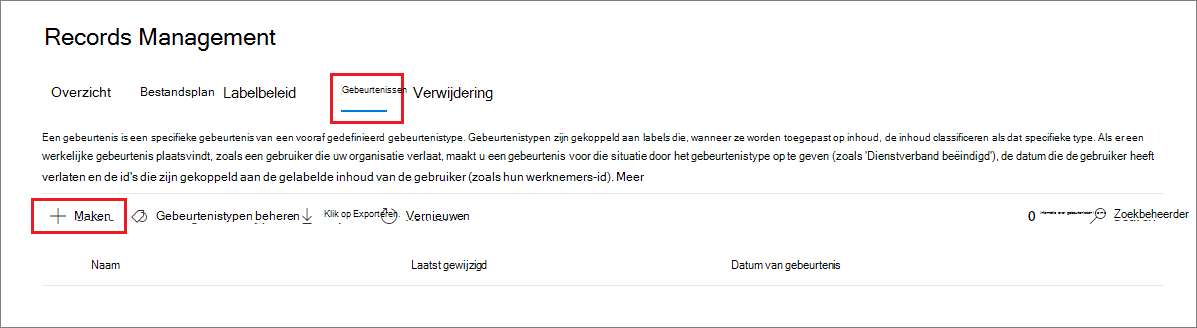 Records Management
Overzicht Bestandsplan Labelbeleid Gebeurtenissen Verwijdering
Een gebeurtenis is een specifieke gebeurtenis van een vooraf gedefinieerd gebeurtenistype. Gebeurtenistypen zijn gekoppeld aan labels die, wanneer ze worden toegepast op inhoud, de inhoud classificeren als dat specifieke type. Als er een
werkelijke gebeurtenis plaatsvindt, zoals een gebruiker die uw organisatie verlaat, maakt u een gebeurtenis voor die situatie door het gebeurtenistype op te geven (zoals 'Dienstverband beëindigd'), de datum die de gebruiker heeft
verlaten en de id's die zijn gekoppeld aan de gelabelde inhoud van de gebruiker (zoals hun werknemers-id). Meer
Maken Gebeurtenistypen beheren Klik op Exporteren. Vernieuwen 0 Zoekbeheerder
Naam Laatst gewijzigd Datum van gebeurtenis